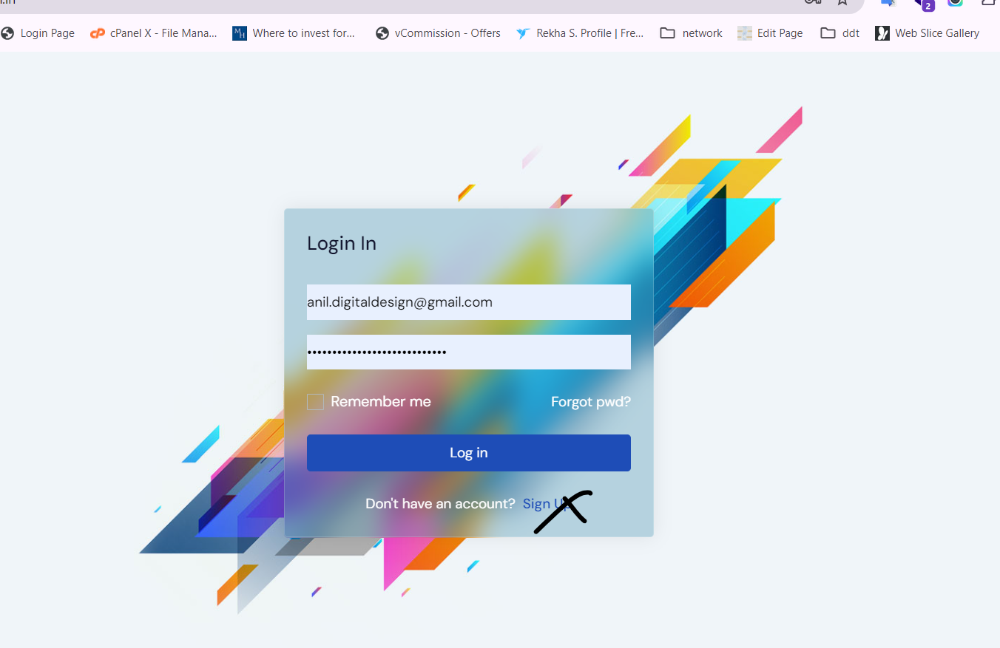 Login Page cPanel X - File Mana... Where to invest for... vCommission - Offers Rekha S. Profile | Fre... network Edit Page ddt Web Slice Gallery
2
Login In
anil.digitaldesign@gmail.com
Remember me Forgot pwd?
Log in
Don't have an account? Sign Up